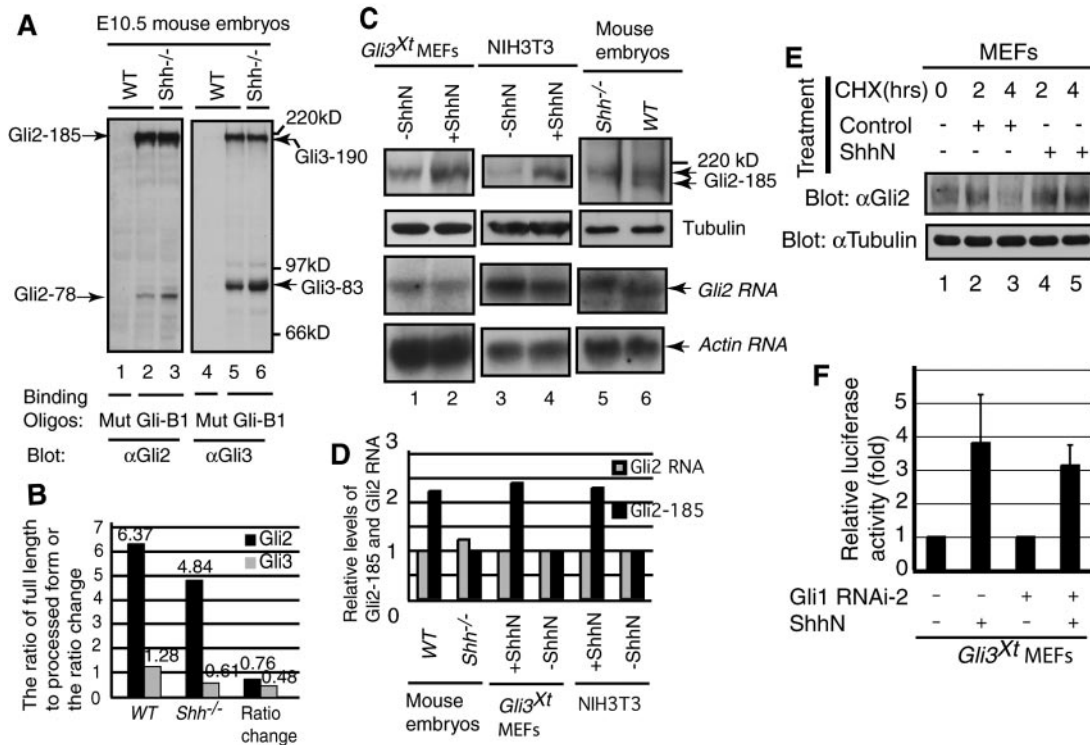 A
E10.5 mouse embryos
WT
Shh-/-
WT
Shh-/-
Gli2-185
220kD
Gli3-190
97kD
Gli2-78
Gli3-83
66kD
1 2 3 4 5 6
Binding
Oligos: Mut Gli-B1 Mut Gli-B1
Blot: αGli2 αGli3
B
The ratio of full length
to processed form or
the ratio change
7
6
5
4
3
2
1
0
6.37
1.28
4.84
0.61
0.76
0.48
Gli2
Gli3
WT Shh-/- Ratio
change
C
Gli3Xt MEFs
NIH3T3
Mouse
embryos
-ShhN
+ShhN
-ShhN
+ShhN
Shh-/-
WT
220 kD
Gli2-185
Tubulin
Gli2 RNA
Actin RNA
1 2 3 4 5 6
D
Relative levels of
Gli2-185 and Gli2 RNA
3
2
1
0
Gli2 RNA
Gli2-185
WT
Shh-/-
+ShhN
-ShhN
+ShhN
-ShhN
Mouse
embryos
Gli3Xt
MEFs
NIH3T3
E
MEFs
Treatment
CHX(hrs) 0 2 4 2 4
Control - + + - -
ShhN - - - + +
Blot: αGli2
Blot: αTubulin
1 2 3 4 5
F
Relative luciferase
activity (fold)
5
4
3
2
1
0
Gli1 RNAi-2 - - + +
ShhN - + - +
Gli3Xt MEFs